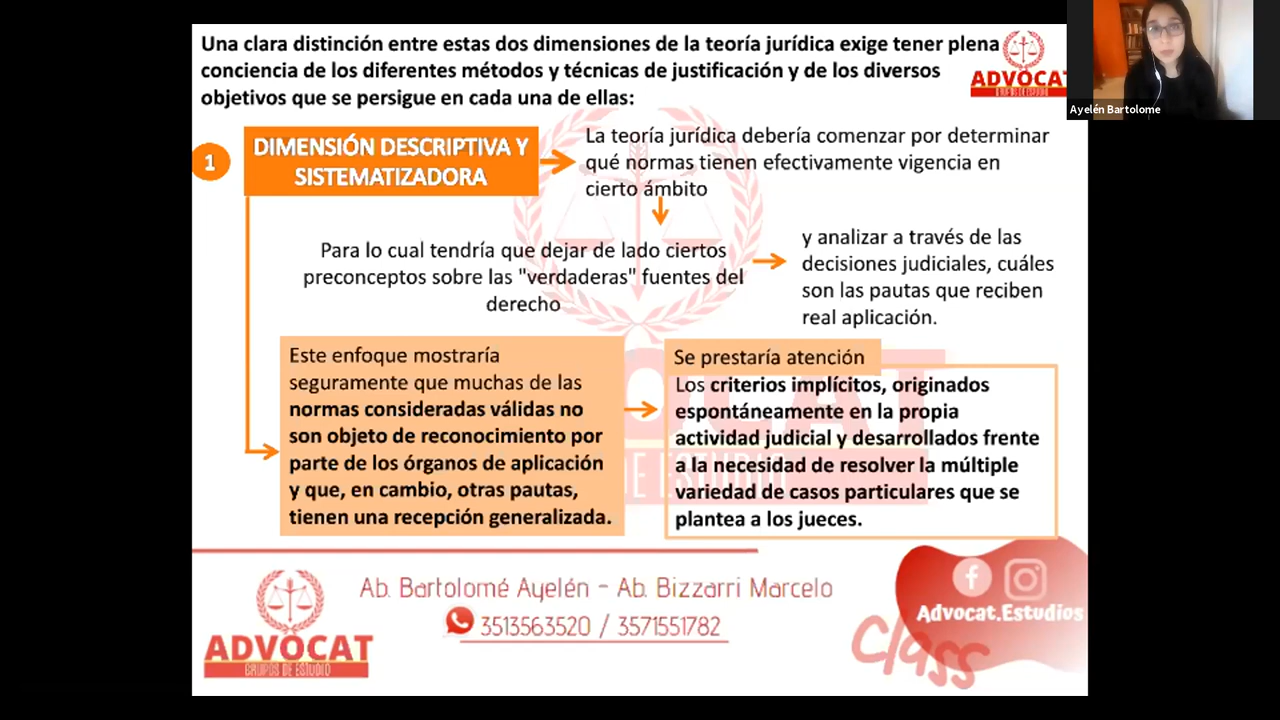 Una clara distinción entre estas dos dimensiones de la teoría jurídica exige tener plena
conciencia de los diferentes métodos y técnicas de justificación y de los diversos
objetivos que se persigue en cada una de ellas:
ADVOCAT
GRUPOS DE ESTUDIO
Ayelén Bartolome
1
DIMENSIÓN DESCRIPTIVA Y
SISTEMATIZADORA
La teoría jurídica debería comenzar por determinar
qué normas tienen efectivamente vigencia en
cierto ámbito
Para lo cual tendría que dejar de lado ciertos
preconceptos sobre las "verdaderas" fuentes del
derecho
y analizar a través de las
decisiones judiciales, cuáles
son las pautas que reciben
real aplicación.
Este enfoque mostraría
seguramente que muchas de las
normas consideradas válidas no
son objeto de reconocimiento por
parte de los órganos de aplicación
y que, en cambio, otras pautas,
tienen una recepción generalizada.
Se prestaría atención
Los criterios implícitos, originados
espontáneamente en la propia
actividad judicial y desarrollados frente
a la necesidad de resolver la múltiple
variedad de casos particulares que se
plantea a los jueces.
Ab. Bartolomé Ayelén - Ab. Bizzarri Marcelo
3513563520 / 3571551782
ADVOCAT
GRUPOS DE ESTUDIO
Advocat.Estudios
Class